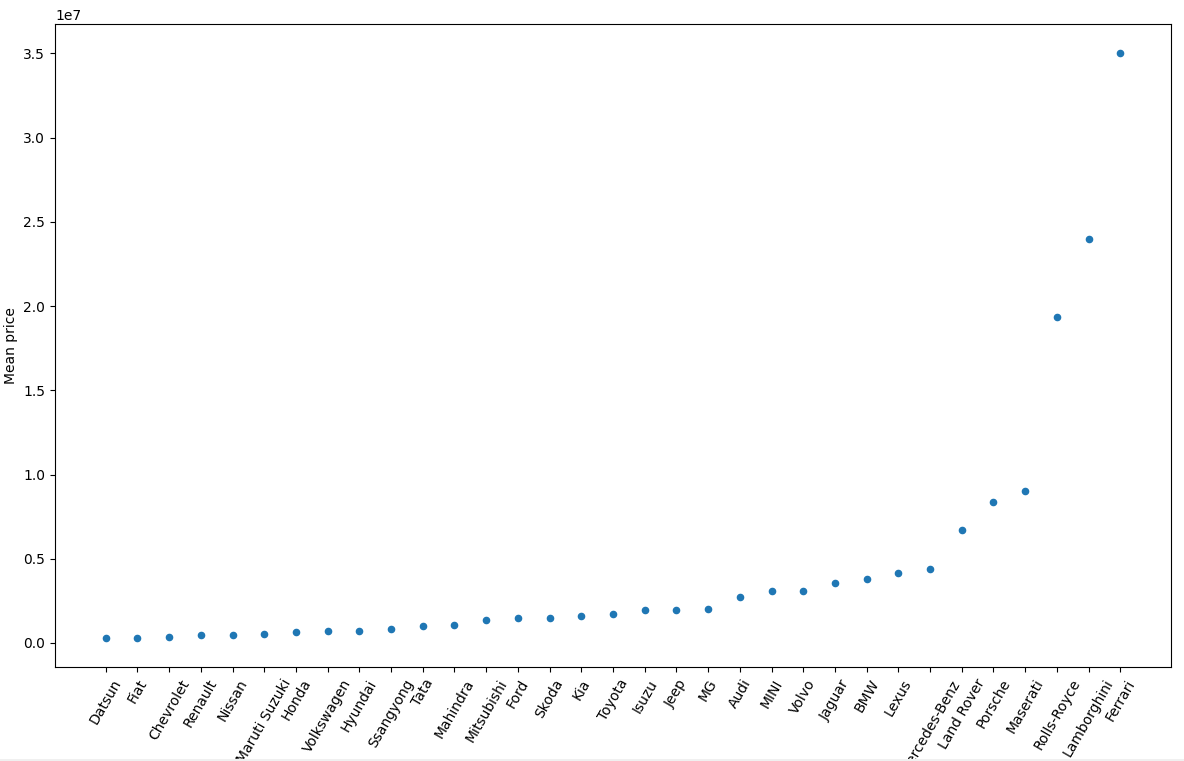 1e7
3.5
3.0
2.5
2.0
1.5
1.0
0.5
0.0
Mean price
Datsun
Fiat
Chevrolet
Renault
Nissan
Maruti Suzuki
Honda
Volkswagen
Hyundai
Ssangyong
Tata
Mahindra
Mitsubishi
Ford
Skoda
Kia
Toyota
Isuzu
Jeep
MG
Audi
MINI
Volvo
Jaguar
BMW
Lexus
ercedes-Benz
Land Rover
Porsche
Maserati
Rolls-Royce
Lamborghini
Ferrari